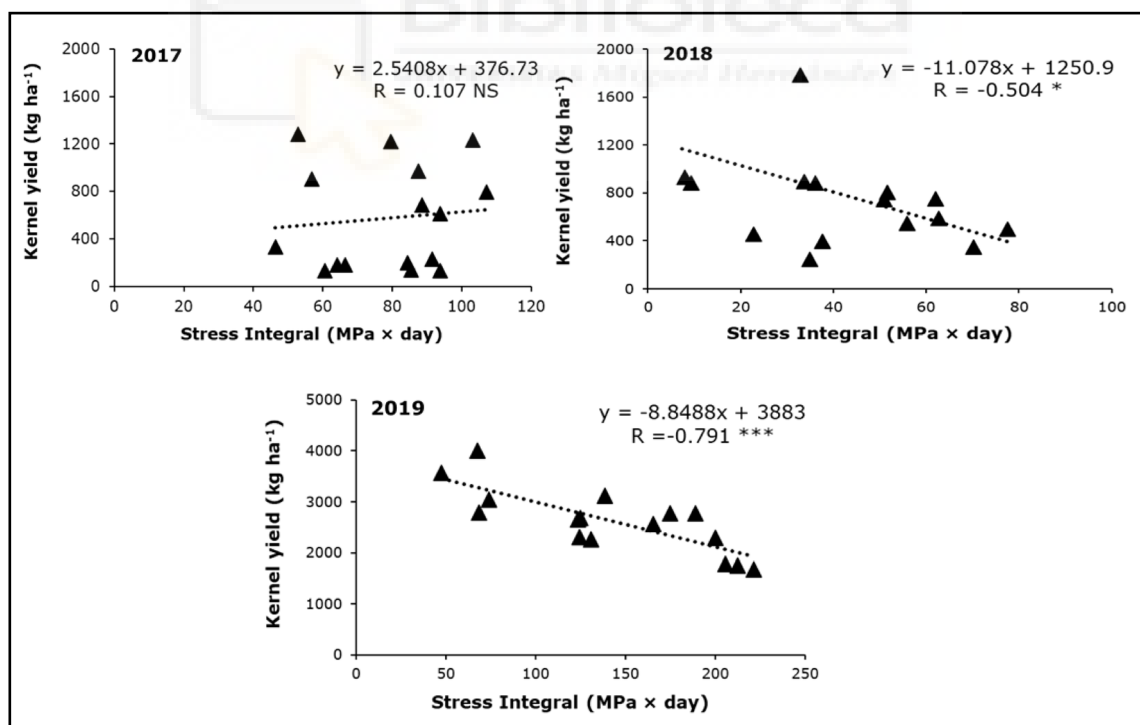 Biblioteca
2017
y = 2.5408x + 376.73
R = 0.107 NS
Kernel yield (kg ha⁻¹)
2000
1600
1200
800
400
0
0 20 40 60 80 100 120
Stress Integral (MPa × day)
2018
y = -11.078x + 1250.9
R = -0.504 *
Kernel yield (kg ha⁻¹)
2000
1600
1200
800
400
0
0 20 40 60 80 100
Stress Integral (MPa × day)
2019
y = -8.8488x + 3883
R =-0.791 ***
Kernel yield (kg ha⁻¹)
5000
4000
3000
2000
1000
0
0 50 100 150 200 250
Stress Integral (MPa × day)